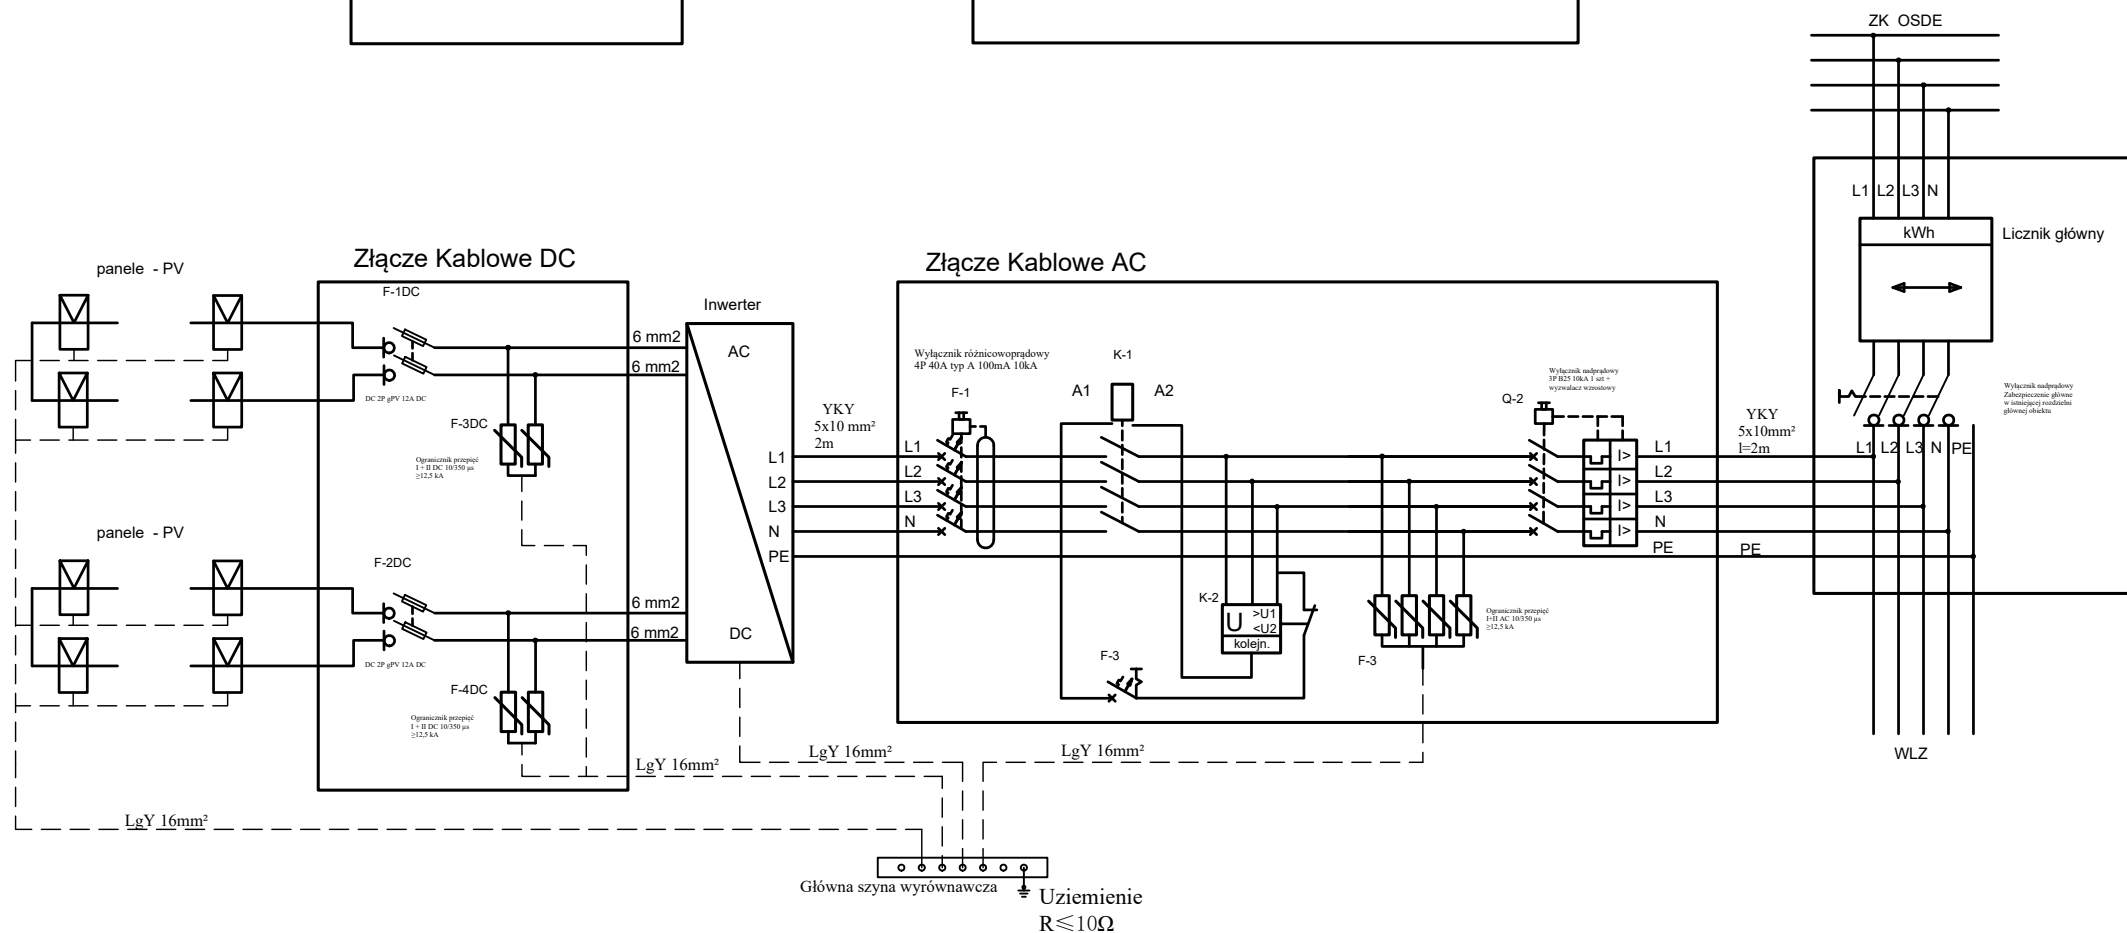 ZK OSDE
L1 L2 L3 N
kWh
Licznik główny
Złącze Kablowe DC
Złącze Kablowe AC
panele - PV
F-1DC
Inwerter
6 mm2
6 mm2
AC
DC 2P gPV 12A DC
F-3DC
Ogranicznik przepięć
I + II DC 10/350 µs
≥12,5 kA
Wyłącznik różnicowoprądowy
4P 40A typ A 100mA 10kA
F-1
K-1
A1
A2
Wyłącznik nadprądowy
3P B25 10kA 1 szt +
wyzwalacz wzrostowy
Q-2
Wyłącznik nadprądowy
Zabezpieczenie główne
w istniejącej rozdzielni
głównej obiektu
YKY
5x10 mm²
2m
YKY
5x10mm²
l=2m
L1
L2
L3
N
PE
L1
L2
L3
N
I>
I>
I>
I>
L1
L2
L3
N
PE
PE
L1 L2 L3 N PE
panele - PV
F-2DC
6 mm2
6 mm2
DC
DC 2P gPV 12A DC
F-4DC
Ogranicznik przepięć
I + II DC 10/350 µs
≥12,5 kA
K-2
U
>U1
<U2
kolejn.
F-3
F-3
Ogranicznik przepięć
I+II AC 10/350 µs
≥12,5 kA
WLZ
LgY 16mm²
LgY 16mm²
LgY 16mm²
LgY 16mm²
Główna szyna wyrównawcza
Uziemienie
R≤10Ω